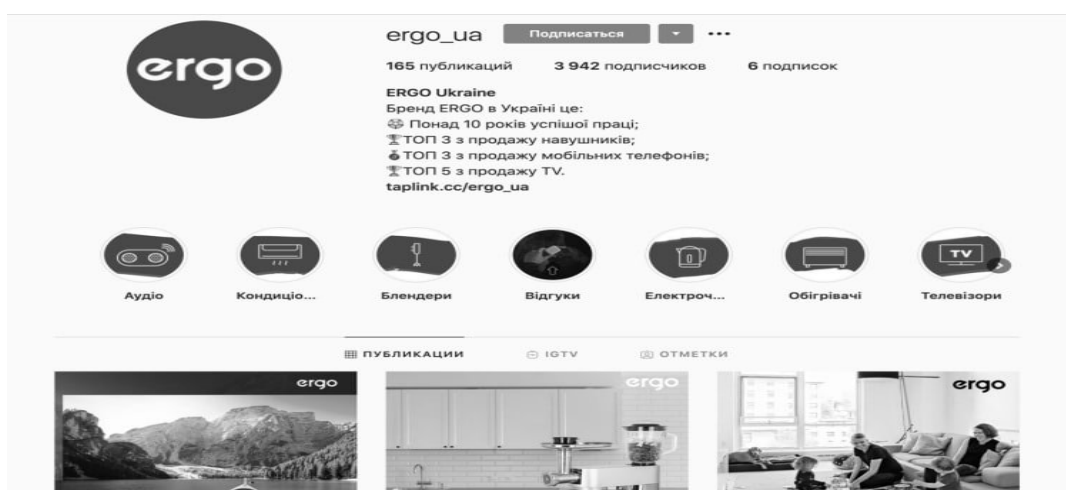 ergo
ergo_ua Подписаться
165 публикаций 3 942 подписчиков 6 подписок
ERGO Ukraine
Бренд ERGO в Україні це:
Понад 10 років успішої праці;
ТОП 3 з продажу навушників;
ТОП 3 з продажу мобільних телефонів;
ТОП 5 з продажу TV.
taplink.cc/ergo_ua
TV
Аудіо Кондиціо... Блендери Відгуки Електроч... Обігрівачі Телевізори
ПУБЛИКАЦИИ IGTV ОТМЕТКИ
ergo ergo ergo